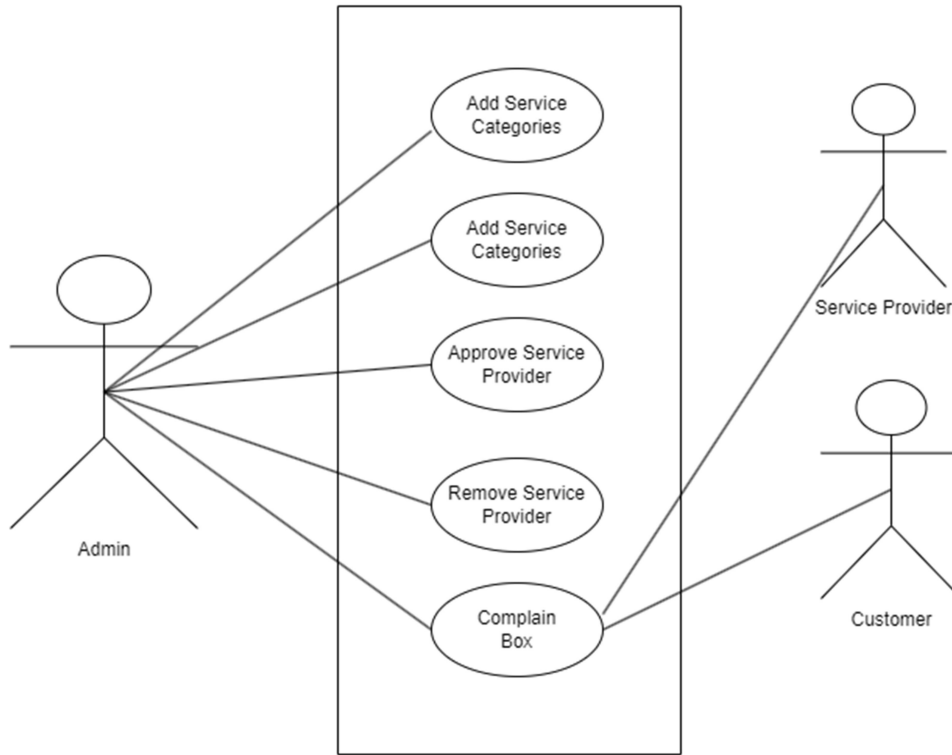 Add Service
Categories
Add Service
Categories
Approve Service
Provider
Remove Service
Provider
Complain
Box
Admin
Service Provider
Customer